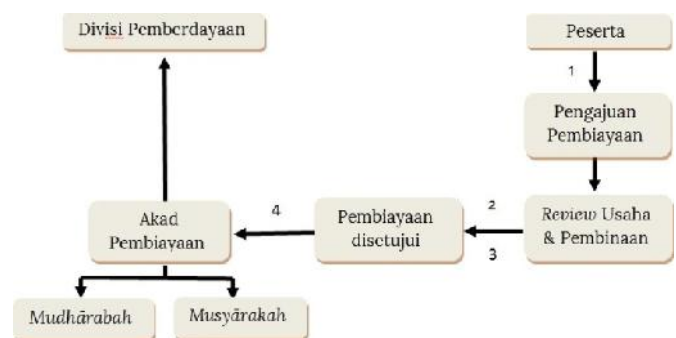 Divisi Pemberdayaan
Peserta
1
Pengajuan
Pembiayaan
Review Usaha
& Pembinaan
2
3
Pembiayaan
disetujui
4
Akad
Pembiayaan
Mudhārabah
Musyārakah